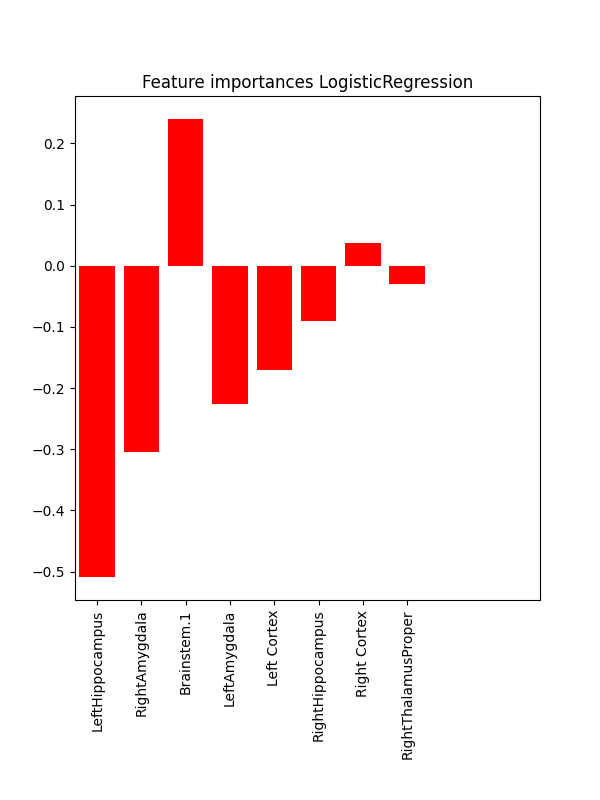 Feature importances LogisticRegression
0.2
0.1
0.0
−0.1
−0.2
−0.3
−0.4
−0.5
LeftHippocampus
RightAmygdala
Brainstem.1
LeftAmygdala
Left Cortex
RightHippocampus
Right Cortex
RightThalamusProper